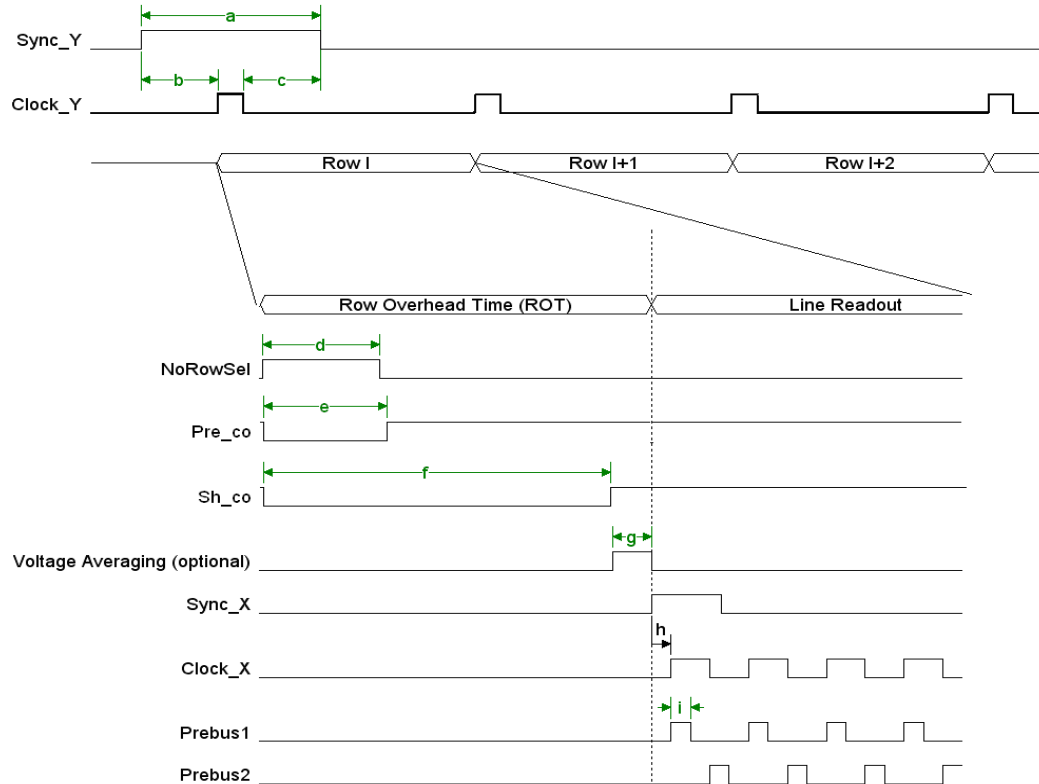 a
Sync_Y
b c
Clock_Y
Row I Row I+1 Row I+2
Row Overhead Time (ROT) Line Readout
d
NoRowSel
e
Pre_co
f
Sh_co
g
Voltage Averaging (optional)
Sync_X
h
Clock_X
i
Prebus1
Prebus2